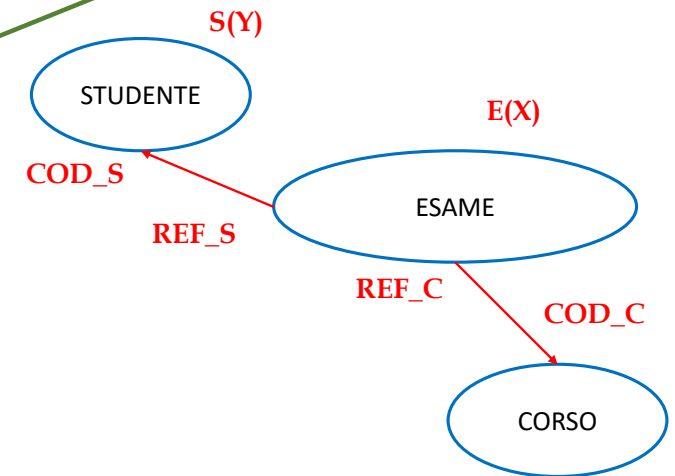 S(Y)
STUDENTE
E(X)
COD_S
ESAME
REF_S
REF_C
COD_C
CORSO